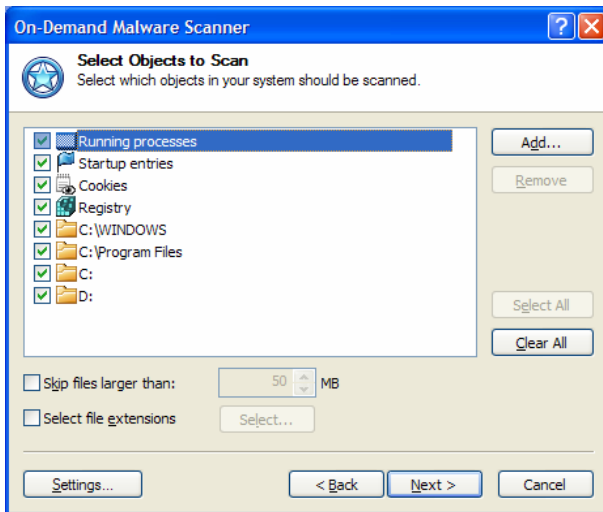 On-Demand Malware Scanner
Select Objects to Scan
Select which objects in your system should be scanned.
Running processes
Startup entries
Cookies
Registry
C:\WINDOWS
C:\Program Files
C:
D:
Add...
Remove
Select All
Clear All
Skip files larger than: 50 MB
Select file extensions Select...
Settings... < Back Next > Cancel